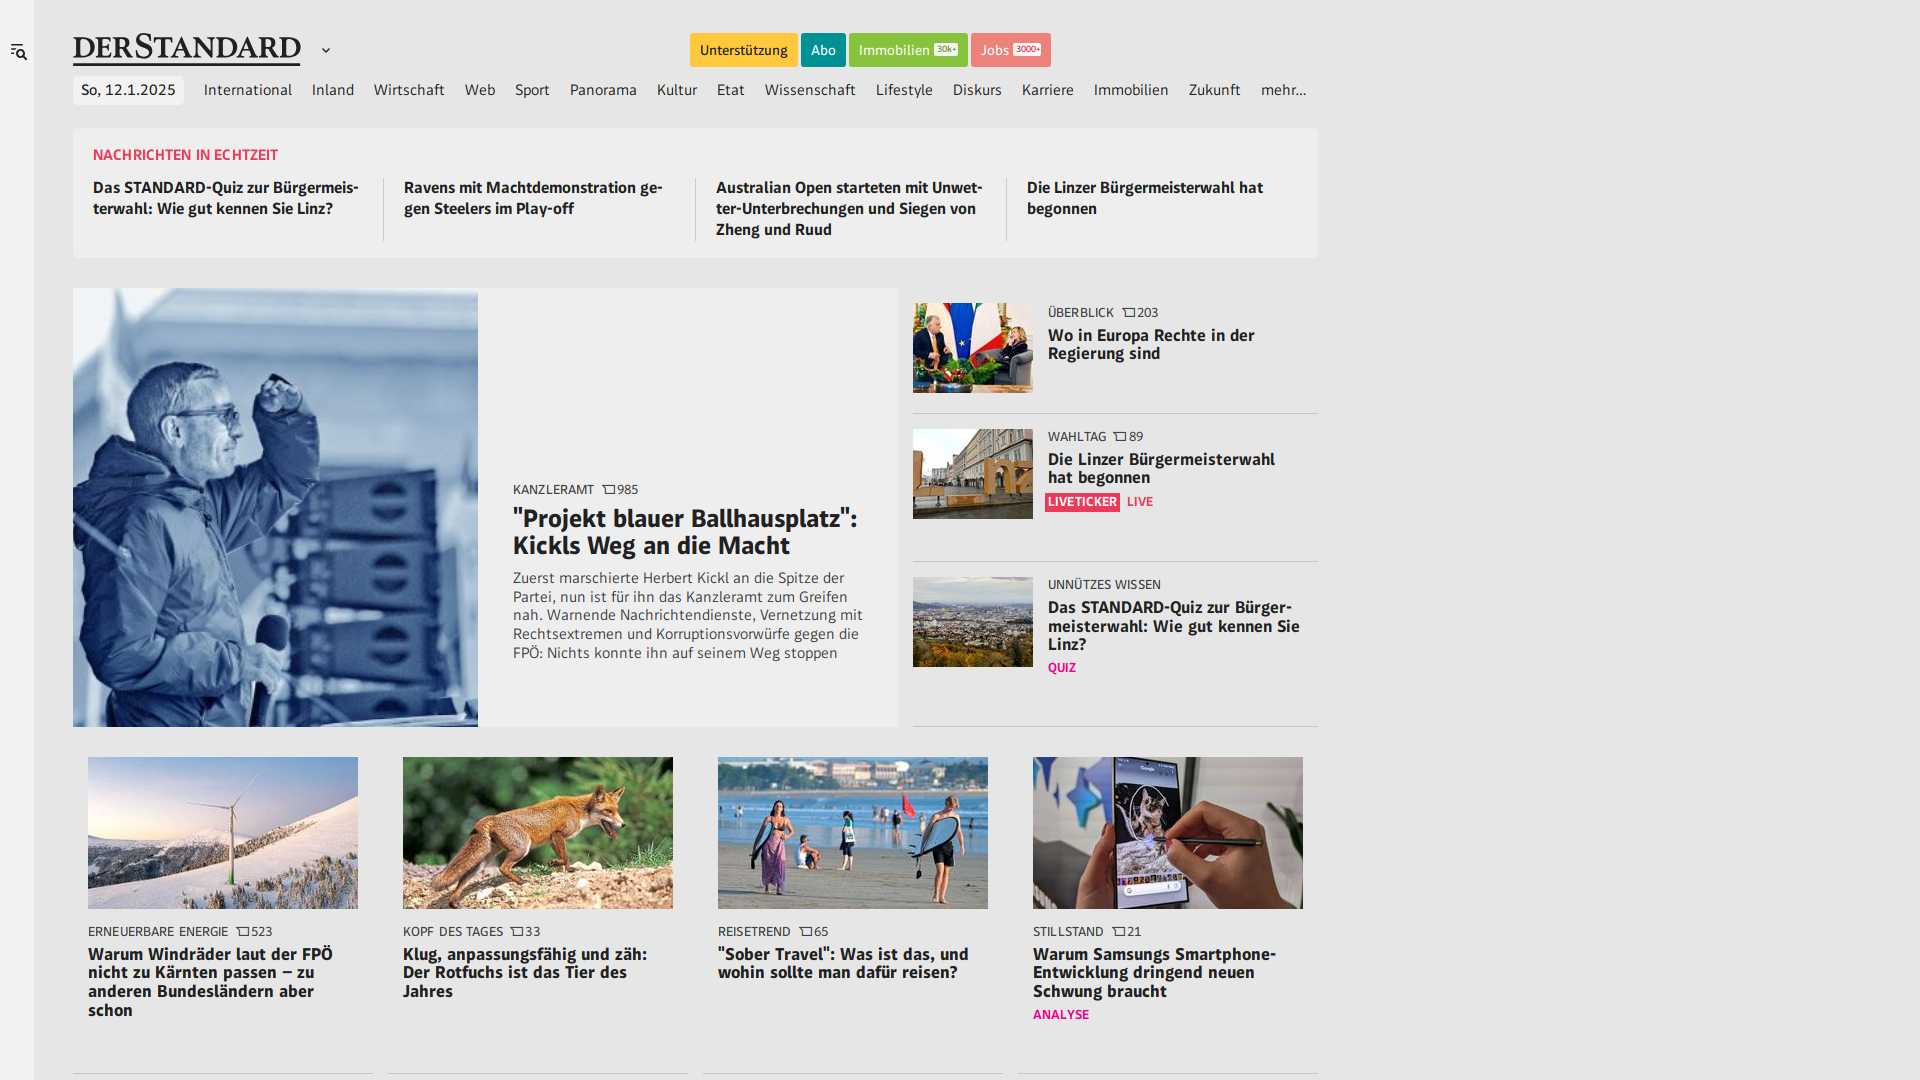 DERSTANDARD
Unterstützung Abo Immobilien 30k+ Jobs 3000+
So, 12.1.2025 International Inland Wirtschaft Web Sport Panorama Kultur Etat Wissenschaft Lifestyle Diskurs Karriere Immobilien Zukunft mehr...
NACHRICHTEN IN ECHTZEIT
Das STANDARD-Quiz zur Bürgermeis-
terwahl: Wie gut kennen Sie Linz?
Ravens mit Machtdemonstration ge-
gen Steelers im Play-off
Australian Open starteten mit Unwet-
ter-Unterbrechungen und Siegen von
Zheng und Ruud
Die Linzer Bürgermeisterwahl hat
begonnen
KANZLERAMT 985
"Projekt blauer Ballhausplatz":
Kickls Weg an die Macht
Zuerst marschierte Herbert Kickl an die Spitze der
Partei, nun ist für ihn das Kanzleramt zum Greifen
nah. Warnende Nachrichtendienste, Vernetzung mit
Rechtsextremen und Korruptionsvorwürfe gegen die
FPÖ: Nichts konnte ihn auf seinem Weg stoppen
ÜBERBLICK 203
Wo in Europa Rechte in der
Regierung sind
WAHLTAG 89
Die Linzer Bürgermeisterwahl
hat begonnen
LIVETICKER LIVE
UNNÜTZES WISSEN
Das STANDARD-Quiz zur Bürger-
meisterwahl: Wie gut kennen Sie
Linz?
QUIZ
ERNEUERBARE ENERGIE 523
Warum Windräder laut der FPÖ
nicht zu Kärnten passen – zu
anderen Bundesländern aber
schon
KOPF DES TAGES 33
Klug, anpassungsfähig und zäh:
Der Rotfuchs ist das Tier des
Jahres
REISETREND 65
"Sober Travel": Was ist das, und
wohin sollte man dafür reisen?
Google
STILLSTAND 21
Warum Samsungs Smartphone-
Entwicklung dringend neuen
Schwung braucht
ANALYSE